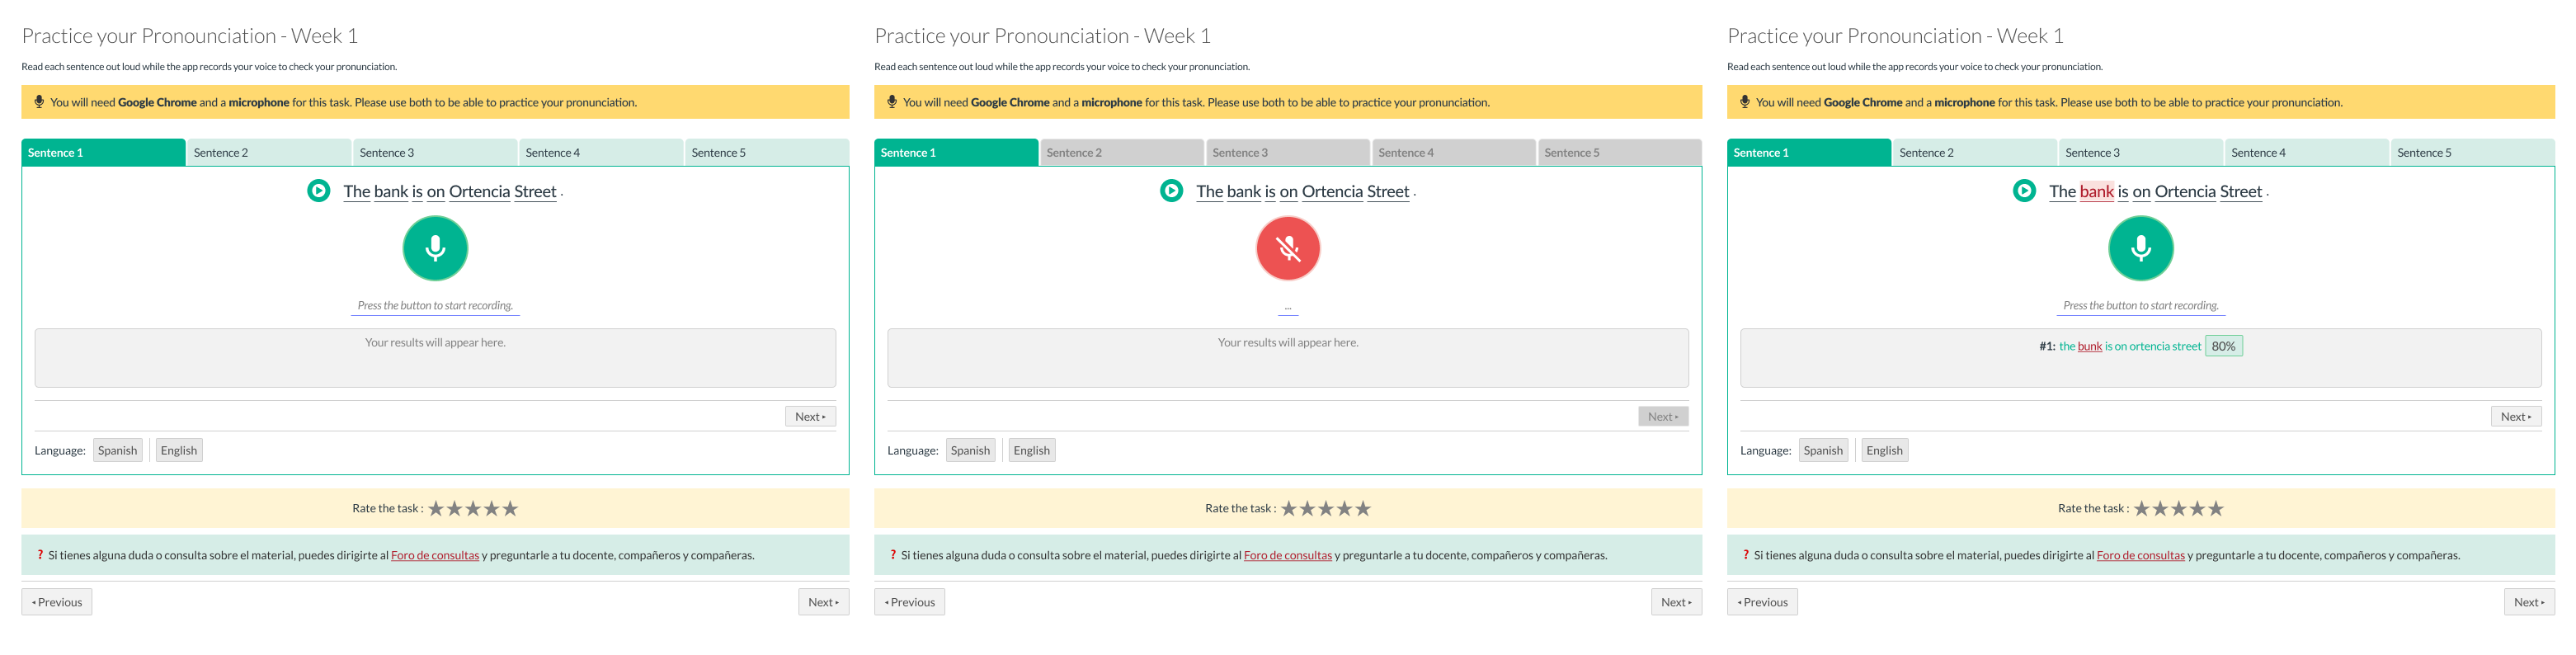 Practice your Pronounciation - Week 1
Read each sentence out loud while the app records your voice to check your pronunciation.
You will need Google Chrome and a microphone for this task. Please use both to be able to practice your pronunciation.
Sentence 1 Sentence 2 Sentence 3 Sentence 4 Sentence 5
The bank is on Ortencia Street .
Press the button to start recording.
Your results will appear here.
Next ▸
Language: Spanish English
Rate the task : ★★★★★
? Si tienes alguna duda o consulta sobre el material, puedes dirigirte al Foro de consultas y preguntarle a tu docente, compañeros y compañeras.
◂ Previous Next ▸
Practice your Pronounciation - Week 1
Read each sentence out loud while the app records your voice to check your pronunciation.
You will need Google Chrome and a microphone for this task. Please use both to be able to practice your pronunciation.
Sentence 1 Sentence 2 Sentence 3 Sentence 4 Sentence 5
The bank is on Ortencia Street .
...
Your results will appear here.
Next ▸
Language: Spanish English
Rate the task : ★★★★★
? Si tienes alguna duda o consulta sobre el material, puedes dirigirte al Foro de consultas y preguntarle a tu docente, compañeros y compañeras.
◂ Previous Next ▸
Practice your Pronounciation - Week 1
Read each sentence out loud while the app records your voice to check your pronunciation.
You will need Google Chrome and a microphone for this task. Please use both to be able to practice your pronunciation.
Sentence 1 Sentence 2 Sentence 3 Sentence 4 Sentence 5
The bank is on Ortencia Street .
Press the button to start recording.
#1: the bunk is on ortencia street 80%
Next ▸
Language: Spanish English
Rate the task : ★★★★★
? Si tienes alguna duda o consulta sobre el material, puedes dirigirte al Foro de consultas y preguntarle a tu docente, compañeros y compañeras.
◂ Previous Next ▸